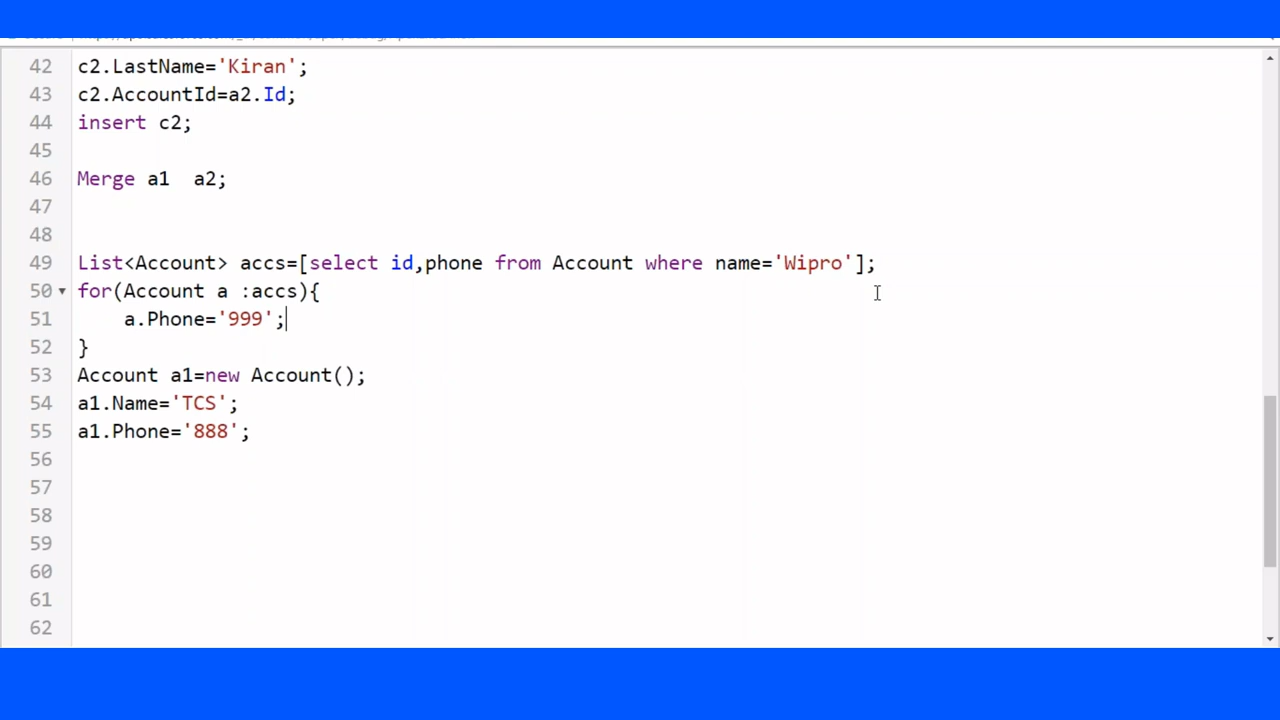 42 c2.LastName='Kiran';
43 c2.AccountId=a2.Id;
44 insert c2;
45
46 Merge a1  a2;
47
48
49 List<Account> accs=[select id,phone from Account where name='Wipro'];
50 for(Account a :accs){
51     a.Phone='999';
52 }
53 Account a1=new Account();
54 a1.Name='TCS';
55 a1.Phone='888';
56
57
58
59
60
61
62